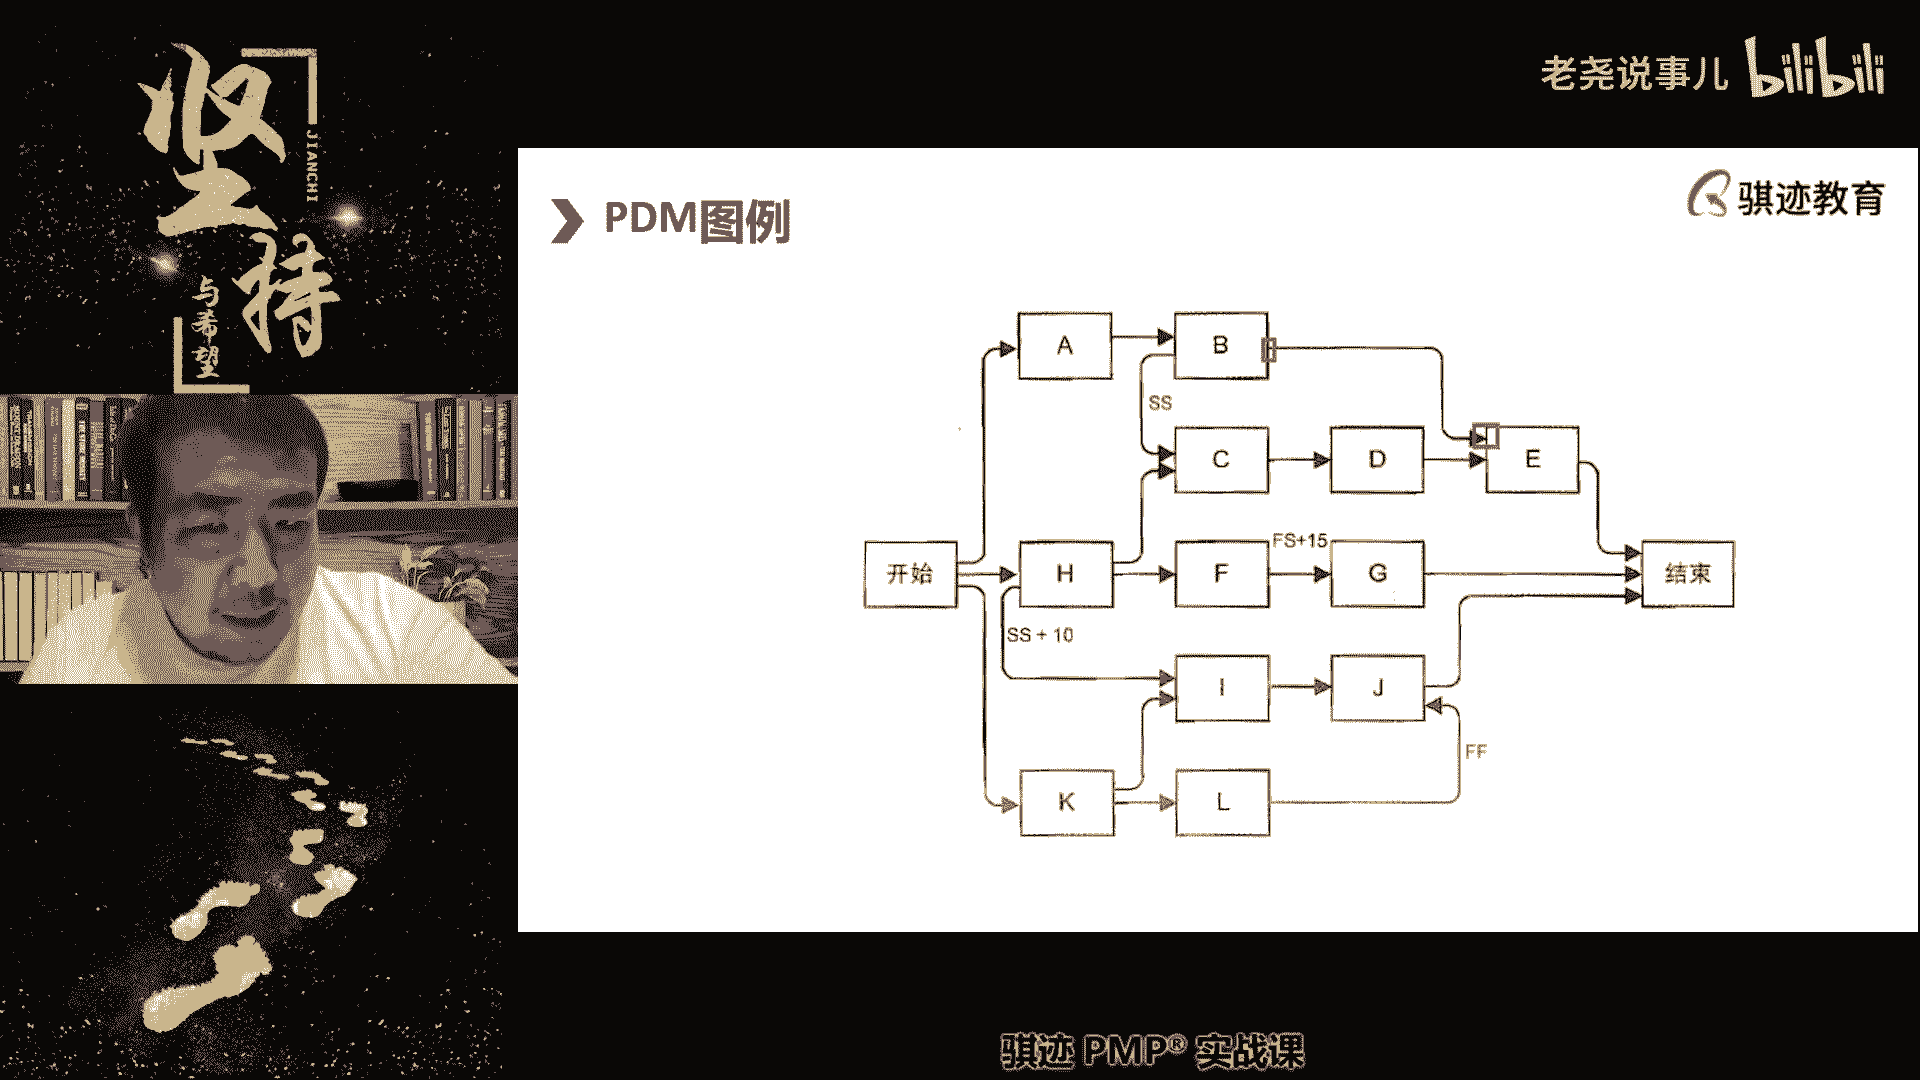 坚持
JIANCHI
与希望
老尧说事儿 bilibili
骐迹教育
PDM图例
A
B
SS
C
D
E
FS+15
开始
H
F
G
结束
SS + 10
I
J
FF
K
L
骐迹 PMP® 实战课